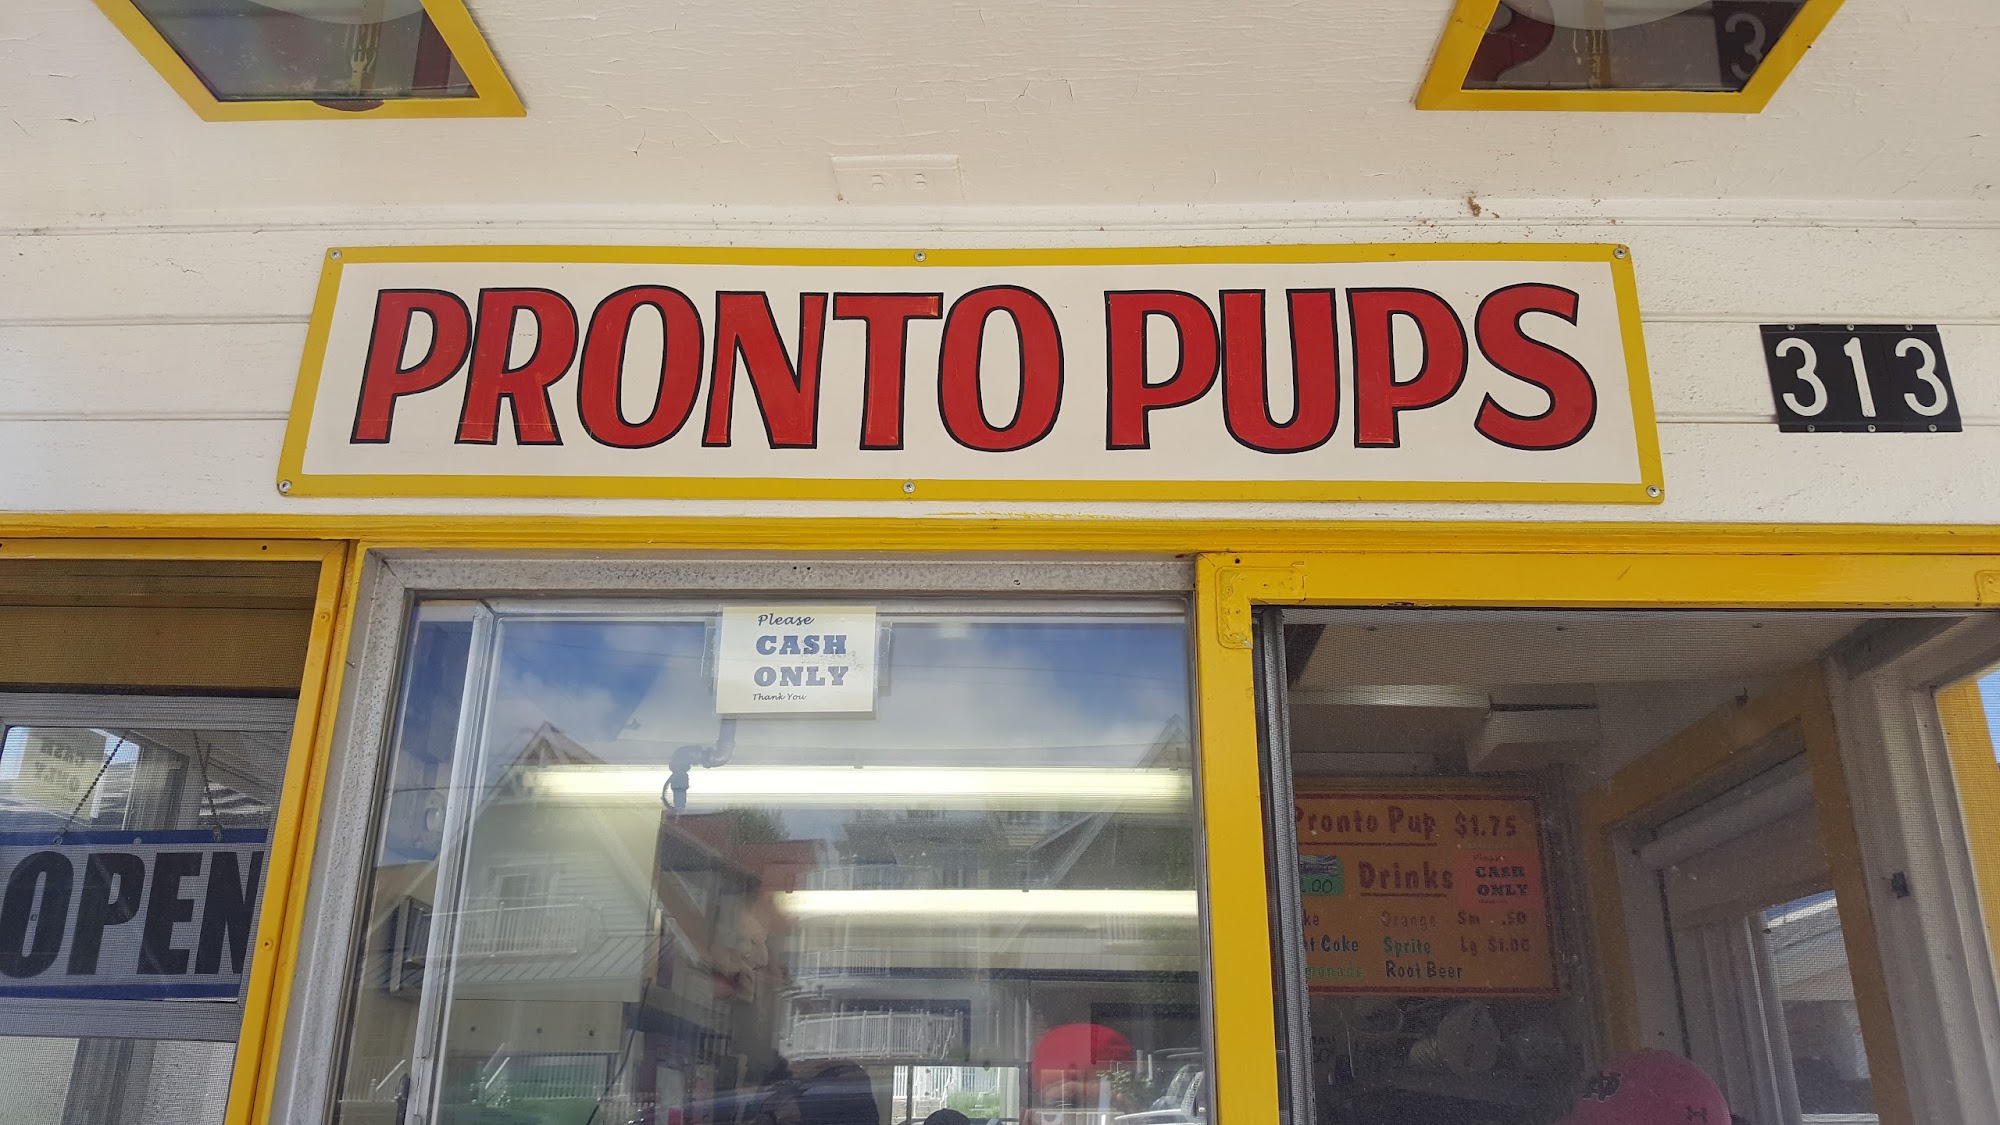 PRONTO PUPS
313
Please
CASH
ONLY
Thank You
OPEN
Pronto Pup $1.75
Drinks
Please
CASH
ONLY
Orange Sm .50
Coke Sprite Lg $1.00
Root Beer